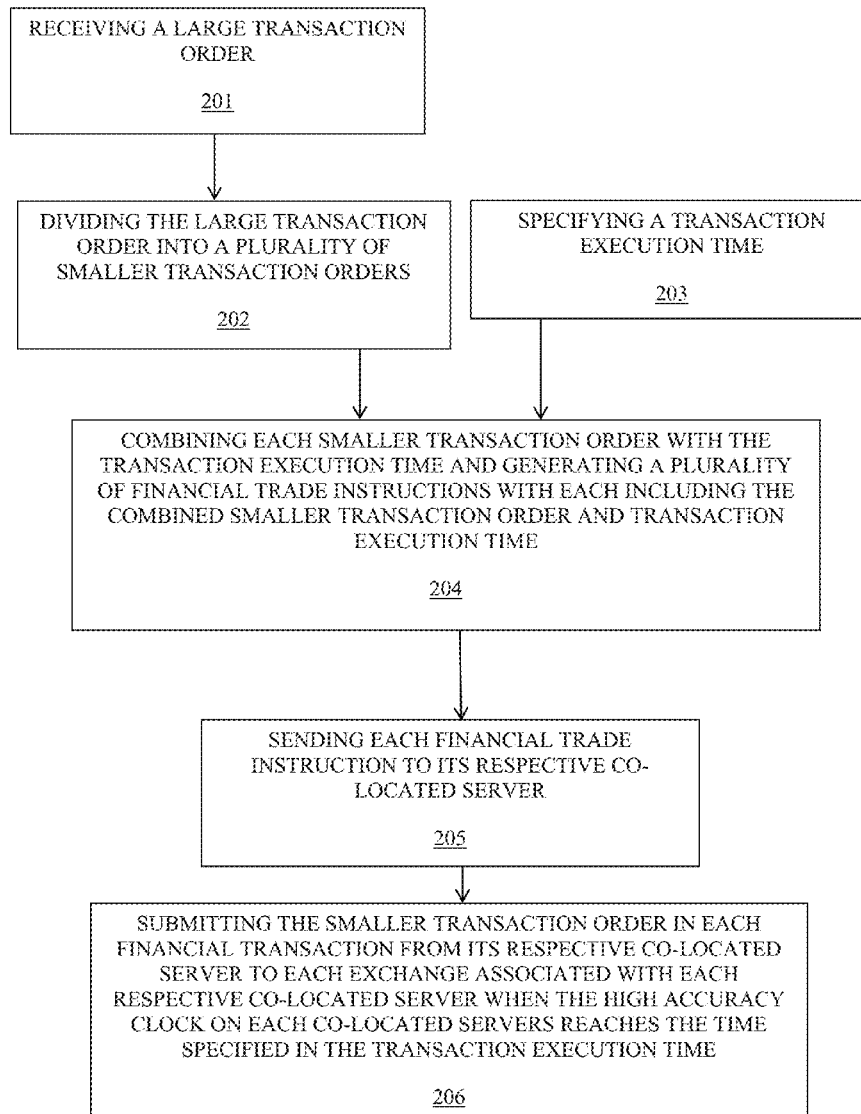 RECEIVING A LARGE TRANSACTION
ORDER
201
DIVIDING THE LARGE TRANSACTION
ORDER INTO A PLURALITY OF
SMALLER TRANSACTION ORDERS
202
SPECIFYING A TRANSACTION
EXECUTION TIME
203
COMBINING EACH SMALLER TRANSACTION ORDER WITH THE
TRANSACTION EXECUTION TIME AND GENERATING A PLURALITY
OF FINANCIAL TRADE INSTRUCTIONS WITH EACH INCLUDING THE
COMBINED SMALLER TRANSACTION ORDER AND TRANSACTION
EXECUTION TIME
204
SENDING EACH FINANCIAL TRADE
INSTRUCTION TO ITS RESPECTIVE CO-
LOCATED SERVER
205
SUBMITTING THE SMALLER TRANSACTION ORDER IN EACH
FINANCIAL TRANSACTION FROM ITS RESPECTIVE CO-LOCATED
SERVER TO EACH EXCHANGE ASSOCIATED WITH EACH
RESPECTIVE CO-LOCATED SERVER WHEN THE HIGH ACCURACY
CLOCK ON EACH CO-LOCATED SERVERS REACHES THE TIME
SPECIFIED IN THE TRANSACTION EXECUTION TIME
206